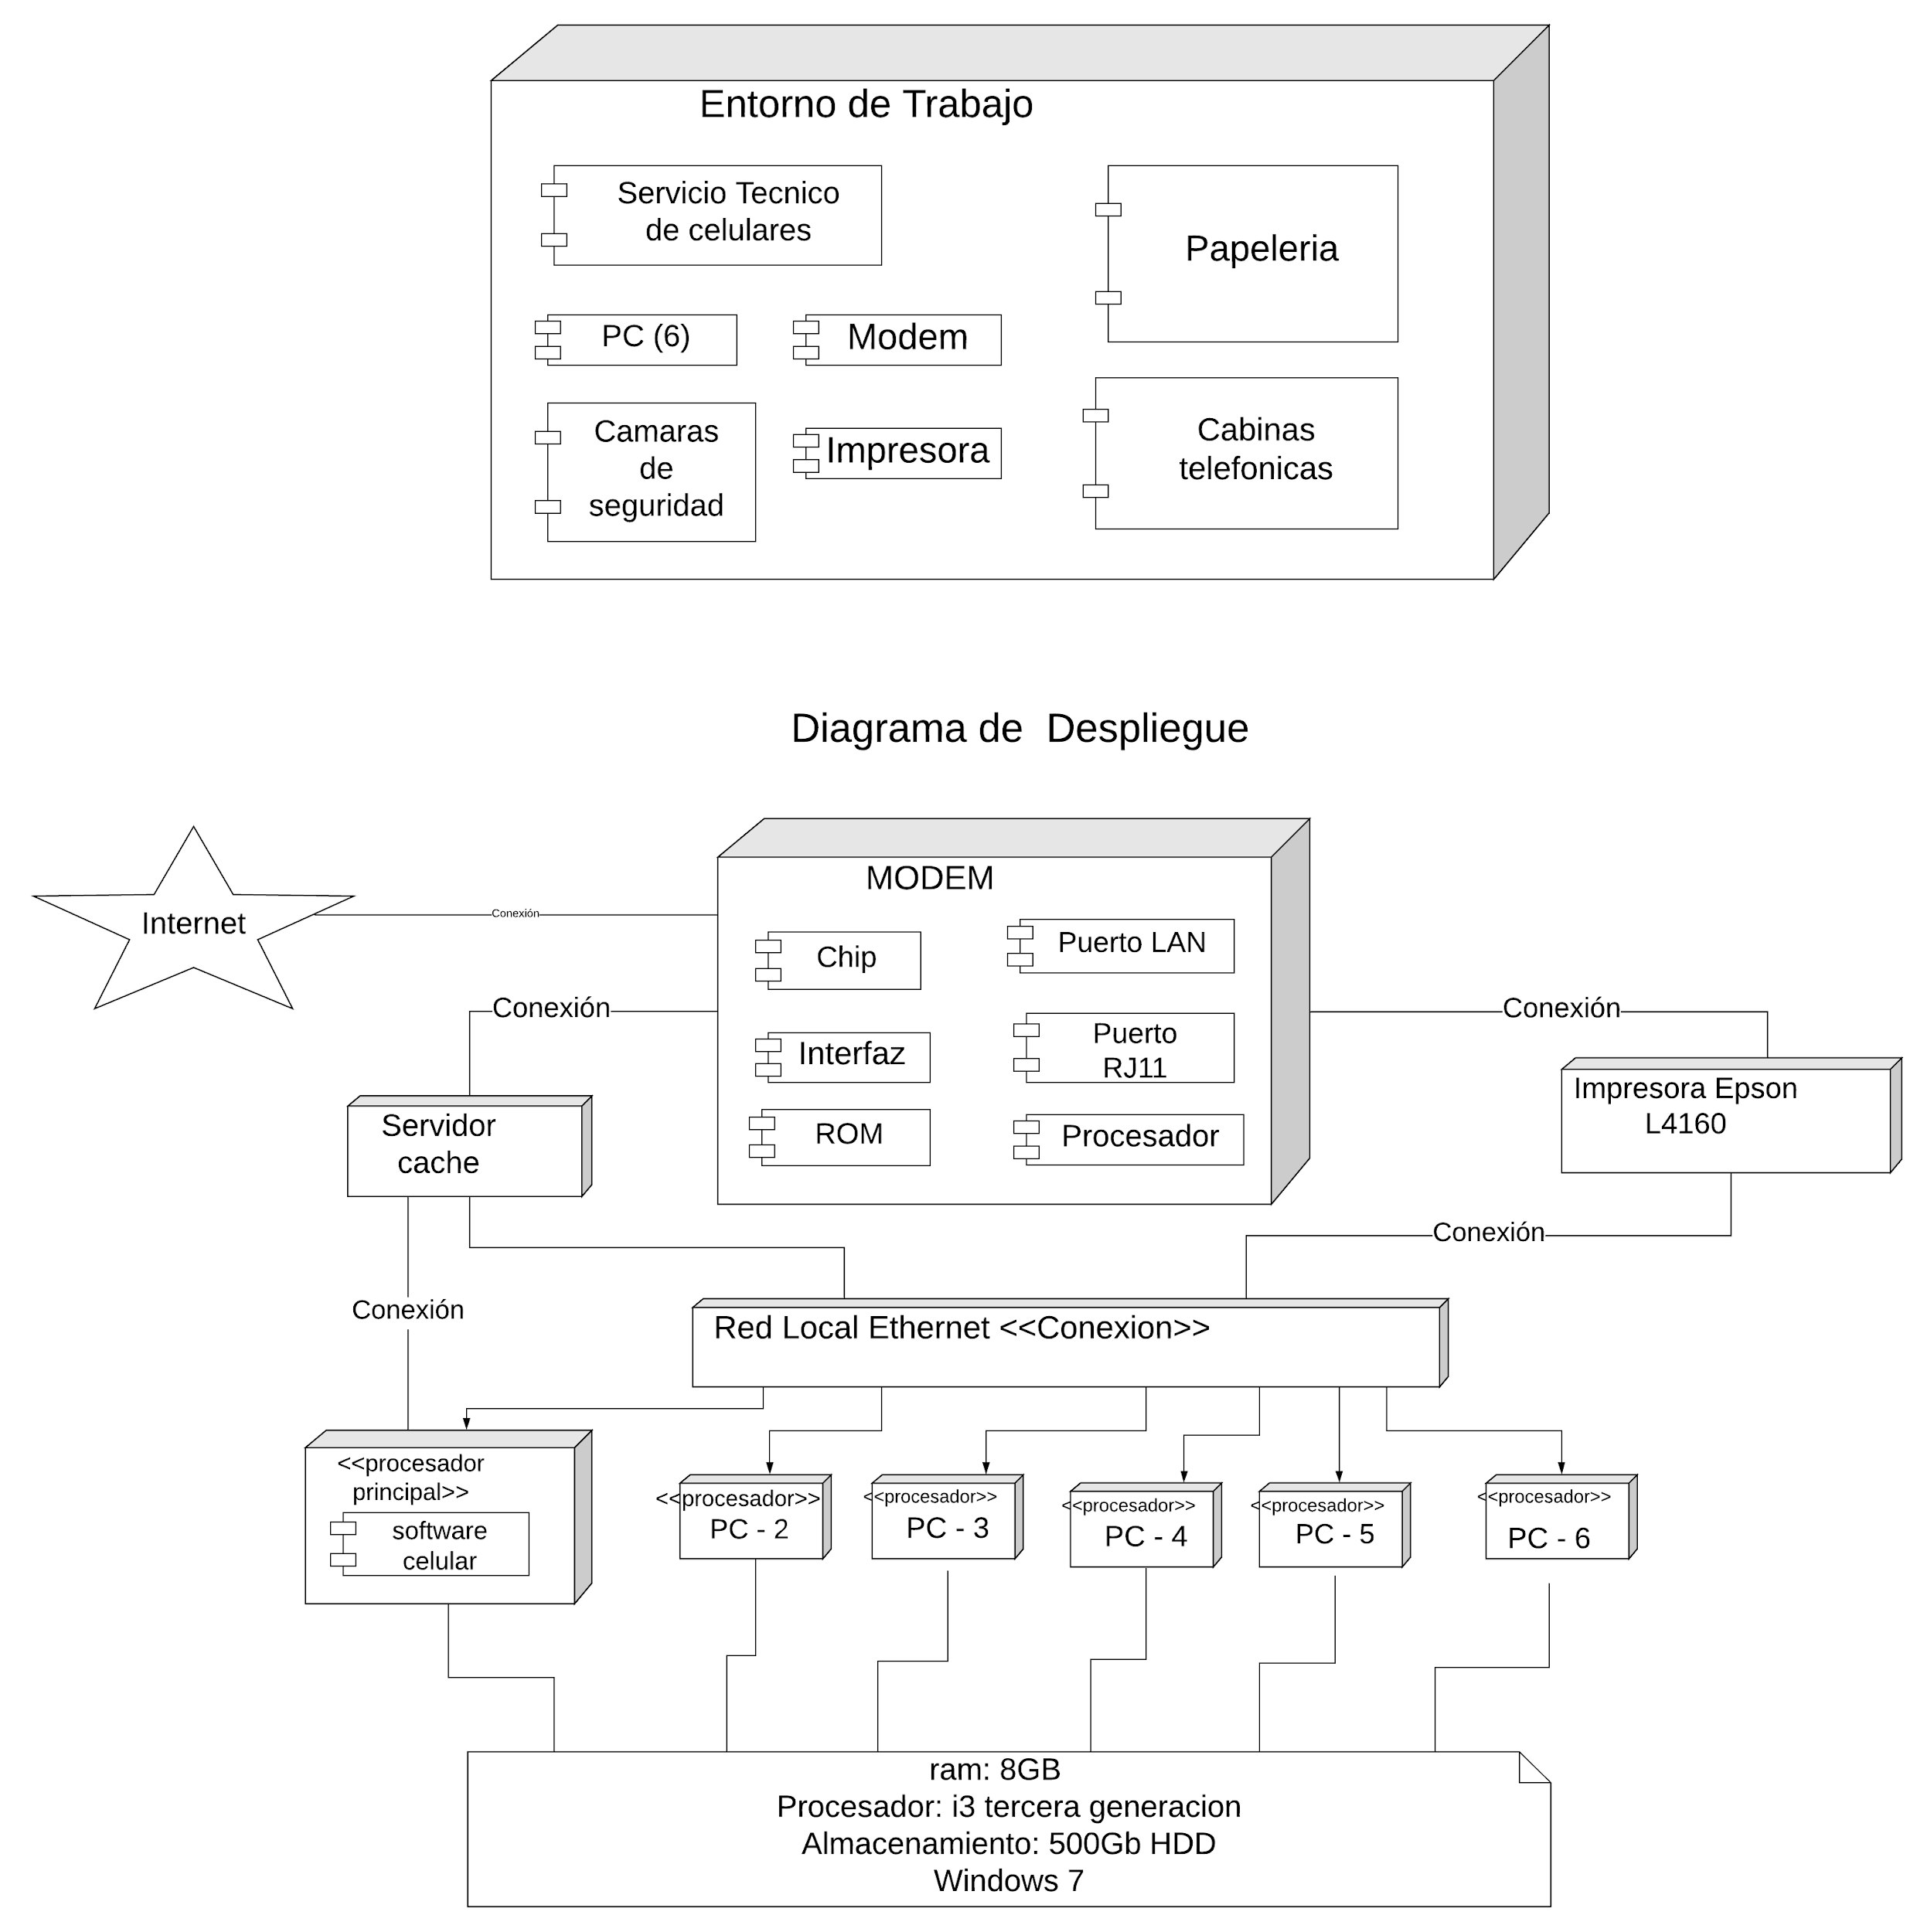 Entorno de Trabajo
Servicio Tecnico
de celulares
Papeleria
PC (6)
Modem
Camaras
de
seguridad
Impresora
Cabinas
telefonicas
Diagrama de  Despliegue
Internet
Conexión
MODEM
Chip
Puerto LAN
Interfaz
Puerto
RJ11
ROM
Procesador
Conexión
Conexión
Servidor
cache
Impresora Epson
L4160
Conexión
Conexión
Red Local Ethernet <<Conexion>>
<<procesador
principal>>
software
celular
<<procesador>>
PC - 2
<<procesador>>
PC - 3
<<procesador>>
PC - 4
<<procesador>>
PC - 5
<<procesador>>
PC - 6
ram: 8GB
Procesador: i3 tercera generacion
Almacenamiento: 500Gb HDD
Windows 7